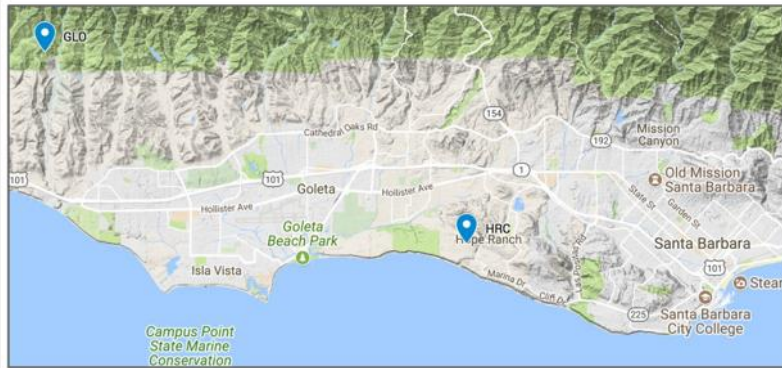 GLO
154
Cathedral Oaks Rd
192
Mission
Canyon
101
101
1
Old Mission
Santa Barbara
Goleta
Hollister Ave
Hollister Ave
State St
Garden St
Goleta
Beach Park
HRC
Hope Ranch
Las Positas Rd
Santa Barbara
Isla Vista
101
Marina Dr
Cliff Dr
Stear
225
Santa Barbara
City College
Campus Point
State Marine
Conservation